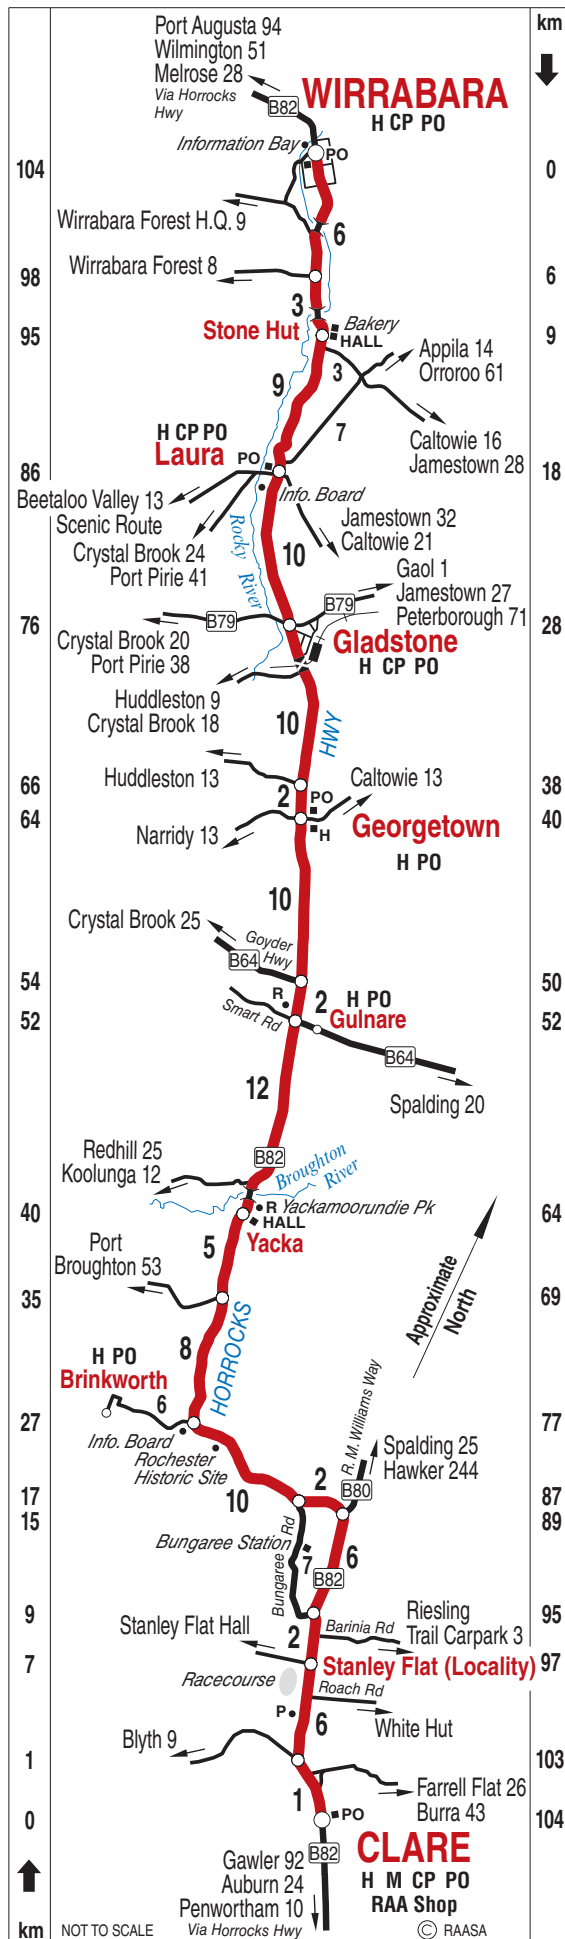 Port Augusta 94
Wilmington 51
Melrose 28
Via Horrocks
Hwy
km
B82
WIRRABARA
H CP PO
Information Bay
PO
104
0
Wirrabara Forest H.Q. 9
6
Wirrabara Forest 8
98
6
3
Stone Hut
Bakery
HALL
95
9
3
Appila 14
Orroroo 61
9
7
Caltowie 16
Jamestown 28
H CP PO
Laura
PO
86
18
Info. Board
Beetaloo Valley 13
Scenic Route
Jamestown 32
Caltowie 21
Crystal Brook 24
Port Pirie 41
Rocky River
10
Gaol 1
Jamestown 27
Peterborough 71
B79
B79
76
28
Crystal Brook 20
Port Pirie 38
Gladstone
H CP PO
Huddleston 9
Crystal Brook 18
10
HWY
Huddleston 13
Caltowie 13
66
38
2
PO
64
40
Narridy 13
H
Georgetown
H PO
10
Crystal Brook 25
Goyder
Hwy
B64
54
50
R
2
H PO
Gulnare
52
52
Smart Rd
B64
12
Spalding 20
Redhill 25
Koolunga 12
B82
Broughton
River
R
Yackamoorundie Pk
40
HALL
64
Yacka
5
Port
Broughton 53
Approximate
North
35
69
8
HORROCKS
H PO
Brinkworth
6
27
77
Info. Board
Rochester
Historic Site
R. M. Williams Way
Spalding 25
Hawker 244
10
2
B80
17
87
15
89
Bungaree Rd
Bungaree Station
7
6
B82
9
95
Stanley Flat Hall
2
Barinia Rd
Riesling
Trail Carpark 3
7
Stanley Flat (Locality)
97
Racecourse
Roach Rd
P
6
White Hut
Blyth 9
1
103
1
Farrell Flat 26
Burra 43
0
PO
104
CLARE
B82
H M CP PO
RAA Shop
Gawler 92
Auburn 24
Penwortham 10
Via Horrocks Hwy
km
NOT TO SCALE
© RAASA